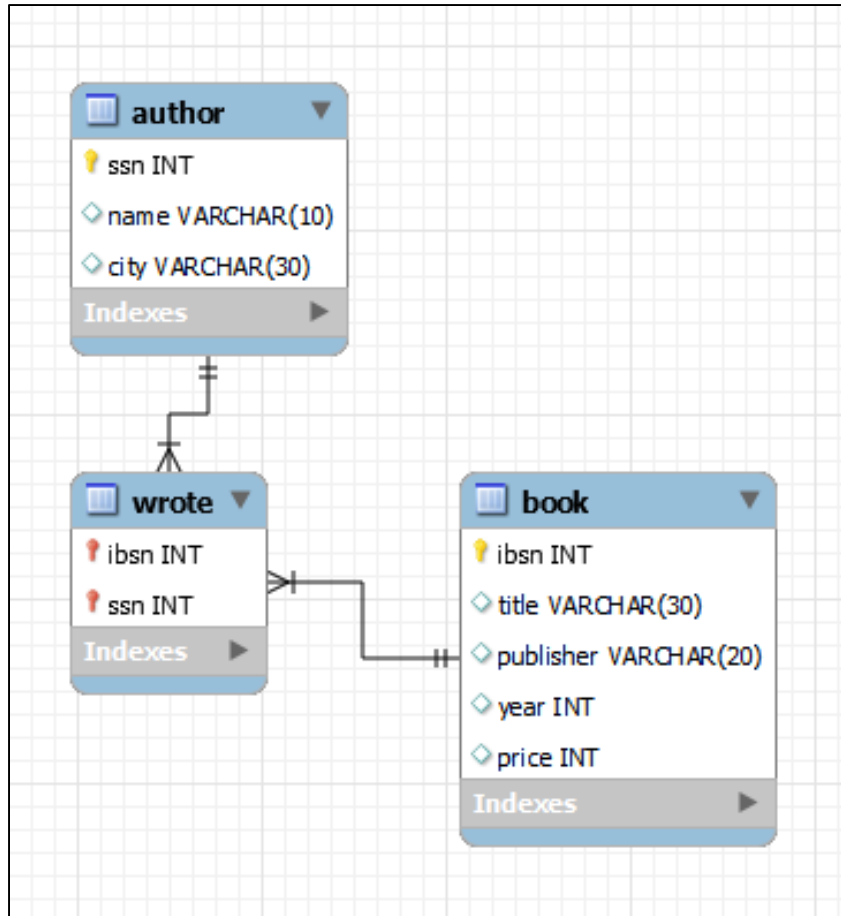 author
ssn INT
name VARCHAR(10)
city VARCHAR(30)
Indexes
wrote
ibsn INT
ssn INT
Indexes
book
ibsn INT
title VARCHAR(30)
publisher VARCHAR(20)
year INT
price INT
Indexes